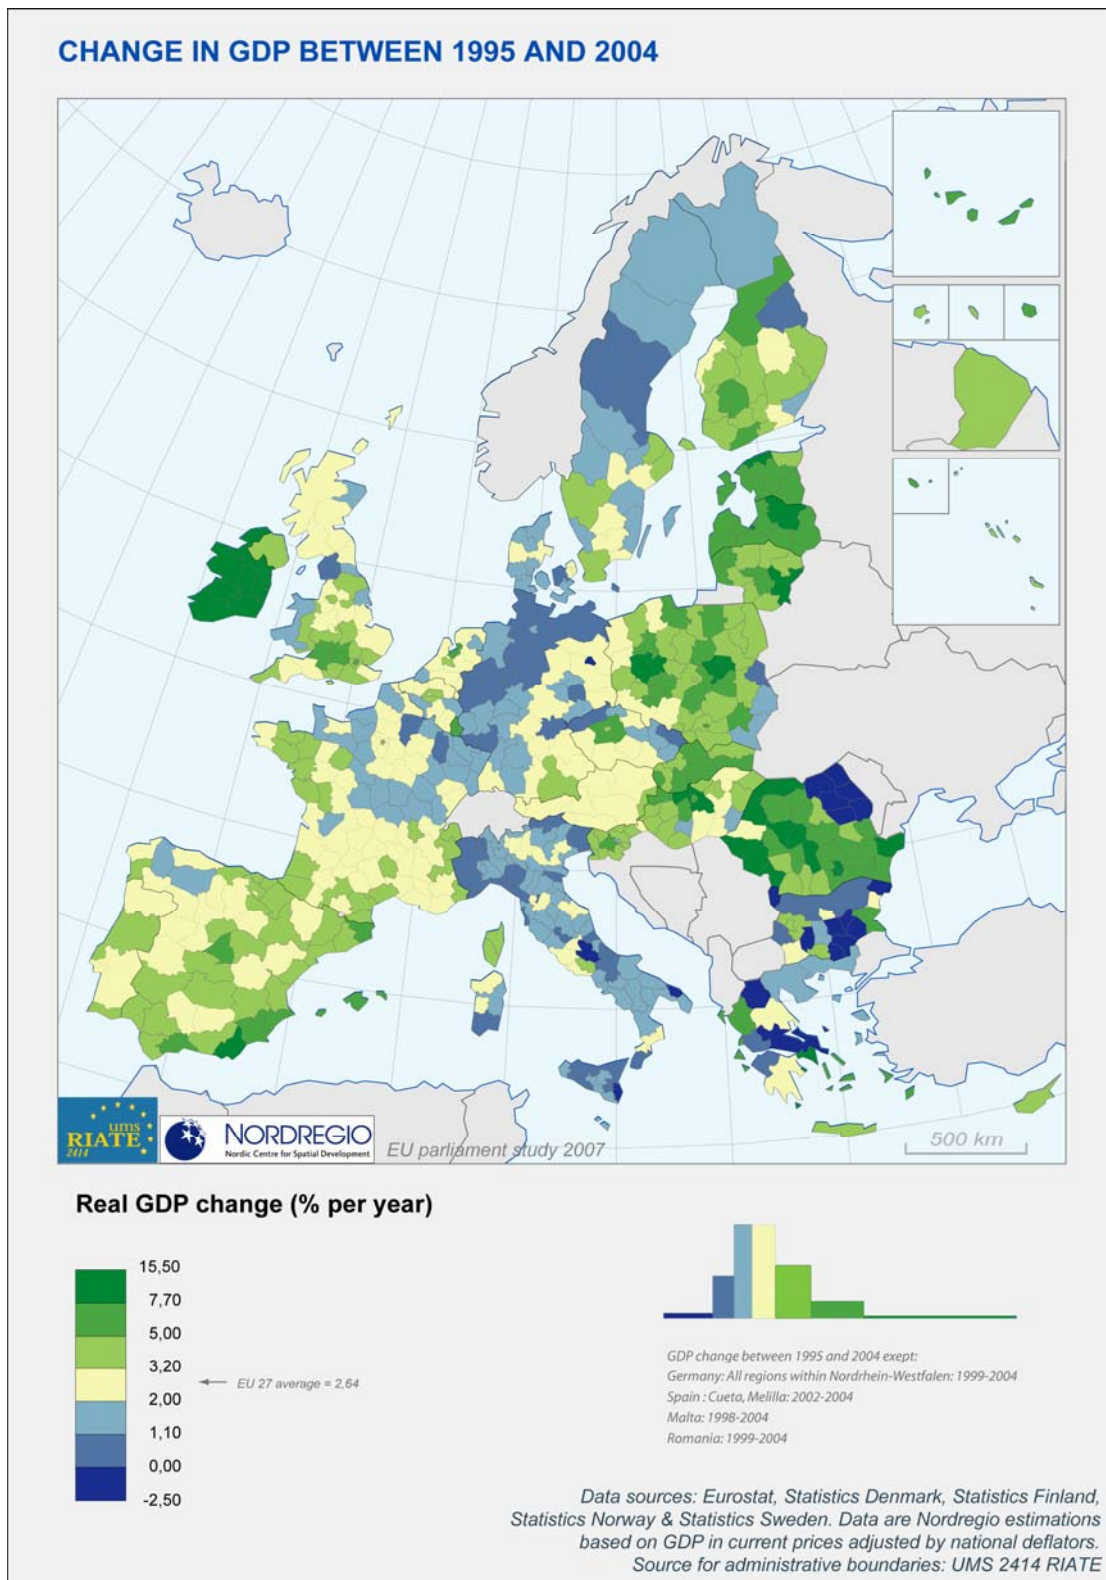 CHANGE IN GDP BETWEEN 1995 AND 2004
ums
RIATE
2414
NORDREGIO
Nordic Centre for Spatial Development
EU parliament study 2007
500 km
Real GDP change (% per year)
15,50
7,70
5,00
3,20
EU 27 average = 2,64
2,00
1,10
0,00
-2,50
GDP change between 1995 and 2004 exept:
Germany: All regions within Nordrhein-Westfalen: 1999-2004
Spain : Cueta, Melilla: 2002-2004
Malta: 1998-2004
Romania: 1999-2004
Data sources: Eurostat, Statistics Denmark, Statistics Finland,
Statistics Norway & Statistics Sweden. Data are Nordregio estimations
based on GDP in current prices adjusted by national deflators.
Source for administrative boundaries: UMS 2414 RIATE